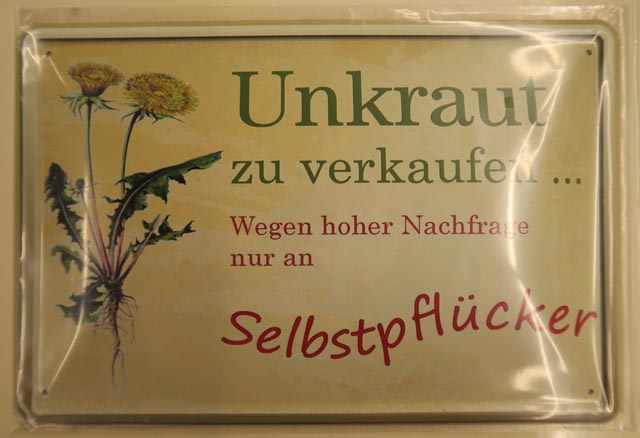 Unkraut
zu verkaufen ...
Wegen hoher Nachfrage
nur an
Selbstpflücker